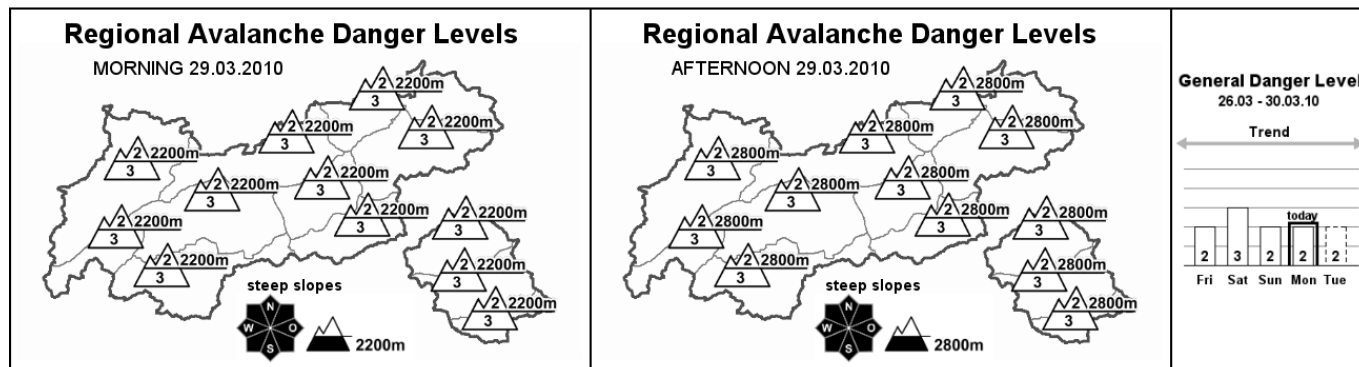 Regional Avalanche Danger Levels
MORNING 29.03.2010
2 2200m
3
2 2200m
3
2 2200m
3
2 2200m
3
2 2200m
3
2 2200m
3
2 2200m
3
2 2200m
3
2 2200m
3
2 2200m
3
2 2200m
3
2 2200m
3
steep slopes
N
W O
S
2200m
Regional Avalanche Danger Levels
AFTERNOON 29.03.2010
2 2800m
3
2 2800m
3
2 2800m
3
2 2800m
3
2 2800m
3
2 2800m
3
2 2800m
3
2 2800m
3
2 2800m
3
2 2800m
3
2 2800m
3
2 2800m
3
steep slopes
N
W O
S
2800m
General Danger Level
26.03 - 30.03.10
Trend
today
2 3 2 2 2
Fri Sat Sun Mon Tue